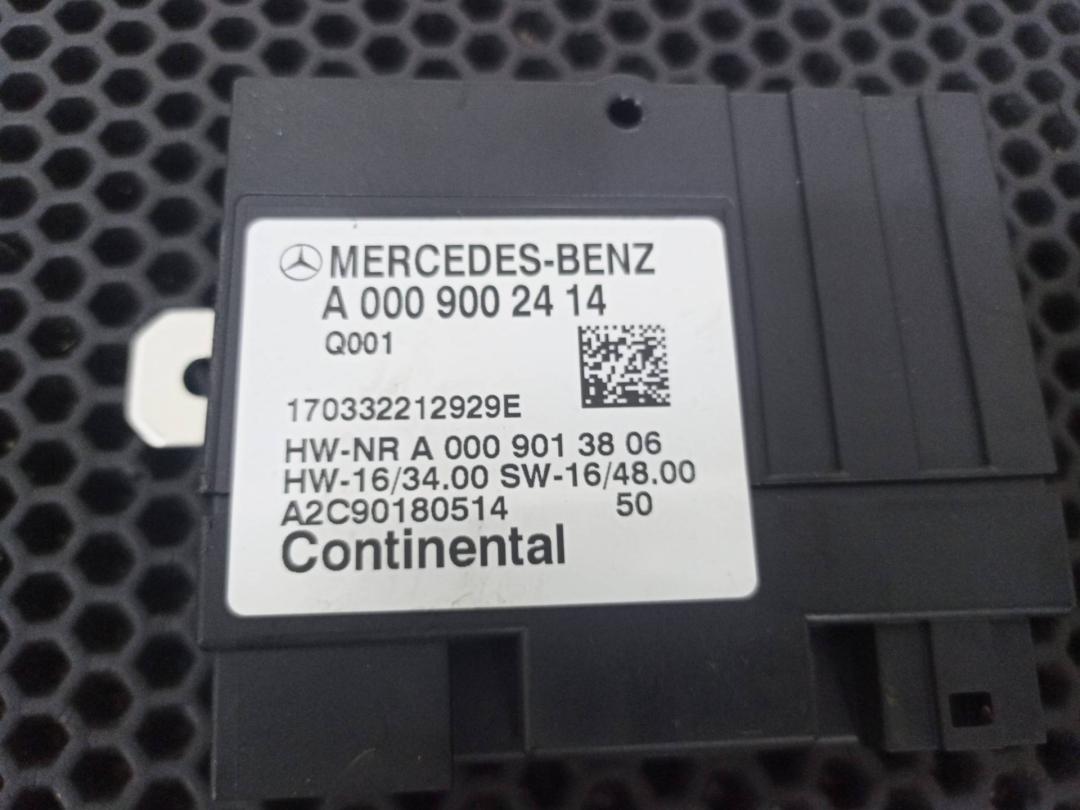 MERCEDES-BENZ
A 000 900 24 14
Q001
170332212929E
HW-NR A 000 901 38 06
HW-16/34.00 SW-16/48.00
A2C90180514 50
Continental